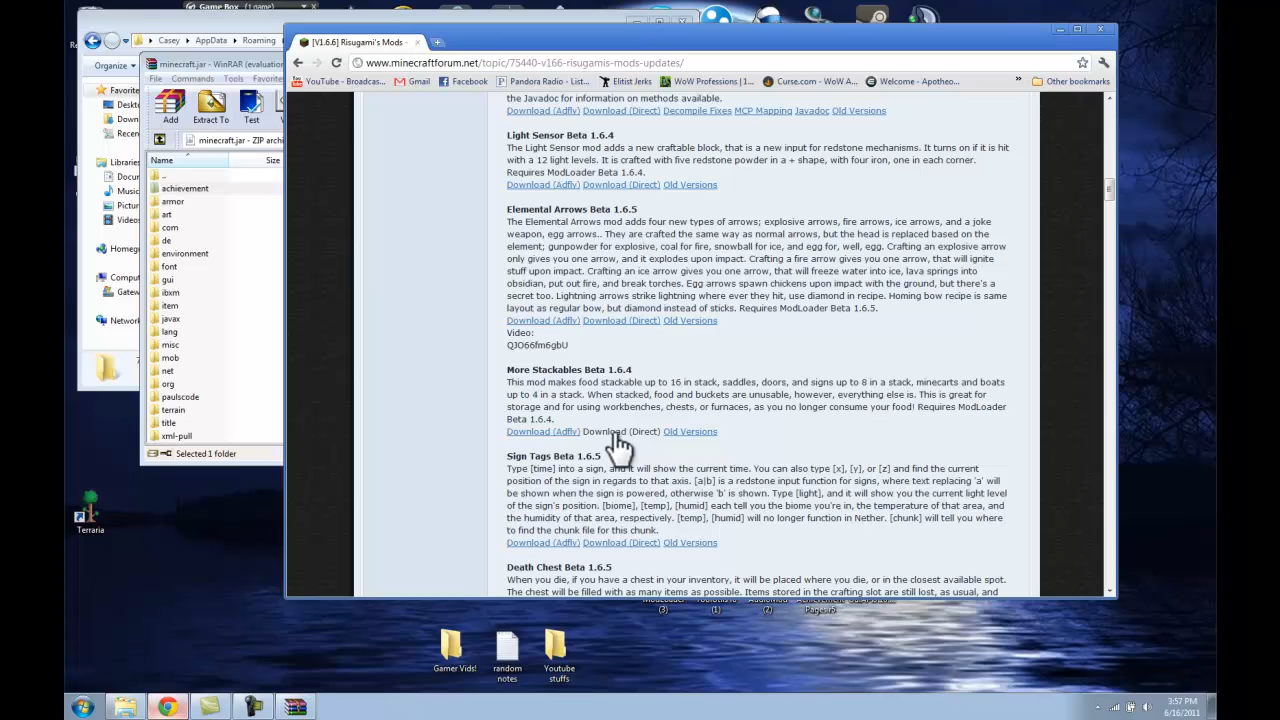 Game Box (1 game)
Casey ▸ AppData ▸ Roaming
Organize
Favorites
Libraries
Network
minecraft.jar - WinRAR (evaluation
File Commands Tools Favorites
Add Extract To Test
minecraft.jar - ZIP arch
Name Size
..
achievement
armor
art
com
de
environment
font
gui
ibxm
item
javax
lang
misc
mob
net
org
paulscode
terrain
title
xml-pull
Selected 1 folder
[V1.6.6] Risugami's Mods -
www.minecraftforum.net/topic/75440-v166-risugamis-mods-updates/
YouTube - Broadcas... Gmail Facebook Pandora Radio - List... Elitist Jerks WoW Professions | 1... Curse.com - WoW A... Welcome - Apotheo... » Other bookmarks
the Javadoc for information on methods available.
Download (Adfly) Download (Direct) Decompile Fixes MCP Mapping Javadoc Old Versions
Light Sensor Beta 1.6.4
The Light Sensor mod adds a new craftable block, that is a new input for redstone mechanisms. It turns on if it is hit
with a 12 light levels. It is crafted with five redstone powder in a + shape, with four iron, one in each corner.
Requires ModLoader Beta 1.6.4.
Download (Adfly) Download (Direct) Old Versions
Elemental Arrows Beta 1.6.5
The Elemental Arrows mod adds four new types of arrows; explosive arrows, fire arrows, ice arrows, and a joke
weapon, egg arrows.. They are crafted the same way as normal arrows, but the head is replaced based on the
element; gunpowder for explosive, coal for fire, snowball for ice, and egg for, well, egg. Crafting an explosive arrow
only gives you one arrow, and it explodes upon impact. Crafting a fire arrow gives you one arrow, that will ignite
stuff upon impact. Crafting an ice arrow gives you one arrow, that will freeze water into ice, lava springs into
obsidian, put out fire, and break torches. Egg arrows spawn chickens upon impact with the ground, but there's a
secret too. Lightning arrows strike lightning where ever they hit, use diamond in recipe. Homing bow recipe is same
layout as regular bow, but diamond instead of sticks. Requires ModLoader Beta 1.6.5.
Download (Adfly) Download (Direct) Old Versions
Video:
QJO66fm6gbU
More Stackables Beta 1.6.4
This mod makes food stackable up to 16 in stack, saddles, doors, and signs up to 8 in a stack, minecarts and boats
up to 4 in a stack. When stacked, food and buckets are unusable, however, everything else is. This is great for
storage and for using workbenches, chests, or furnaces, as you no longer consume your food! Requires ModLoader
Beta 1.6.4.
Download (Adfly) Download (Direct) Old Versions
Sign Tags Beta 1.6.5
Type [time] into a sign, and it will show the current time. You can also type [x], [y], or [z] and find the current
position of the sign in regards to that axis. [a|b] is a redstone input function for signs, where text replacing 'a' will
be shown when the sign is powered, otherwise 'b' is shown. Type [light], and it will show you the current light level
of the sign's position. [biome], [temp], [humid] each tell you the biome you're in, the temperature of that area, and
the humidity of that area, respectively. [temp], [humid] will no longer function in Nether. [chunk] will tell you where
to find the chunk file for this chunk.
Download (Adfly) Download (Direct) Old Versions
Death Chest Beta 1.6.5
When you die, if you have a chest in your inventory, it will be placed where you die, or in the closest available spot.
The chest will be filled with as many items as possible. Items stored in the crafting slot are still lost, as usual, and
Terraria
(3) (1) (2) Pages.r5
Gamer Vids! random notes Youtube stuffs
3:57 PM
6/16/2011